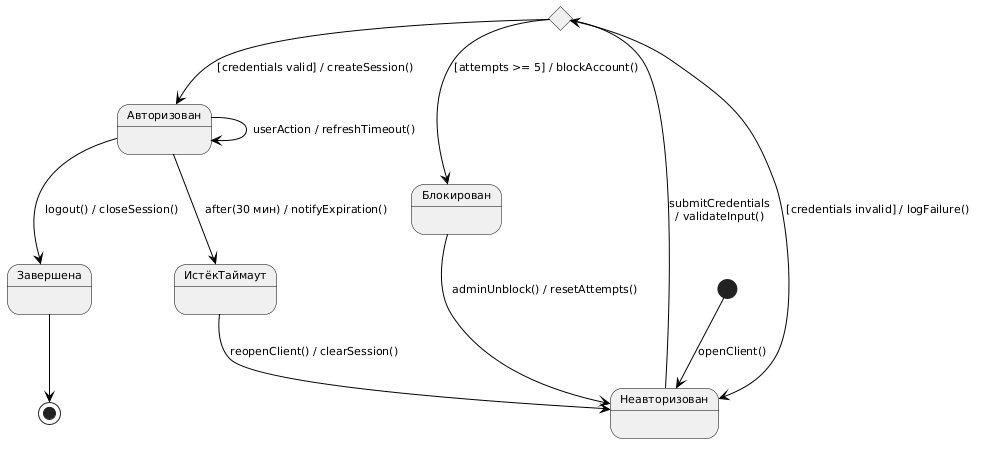 [credentials valid] / createSession()
[attempts >= 5] / blockAccount()
Авторизован
userAction / refreshTimeout()
Блокирован
logout() / closeSession()
after(30 мин) / notifyExpiration()
submitCredentials
/ validateInput()
[credentials invalid] / logFailure()
Завершена
ИстёкТаймаут
adminUnblock() / resetAttempts()
reopenClient() / clearSession()
openClient()
Неавторизован